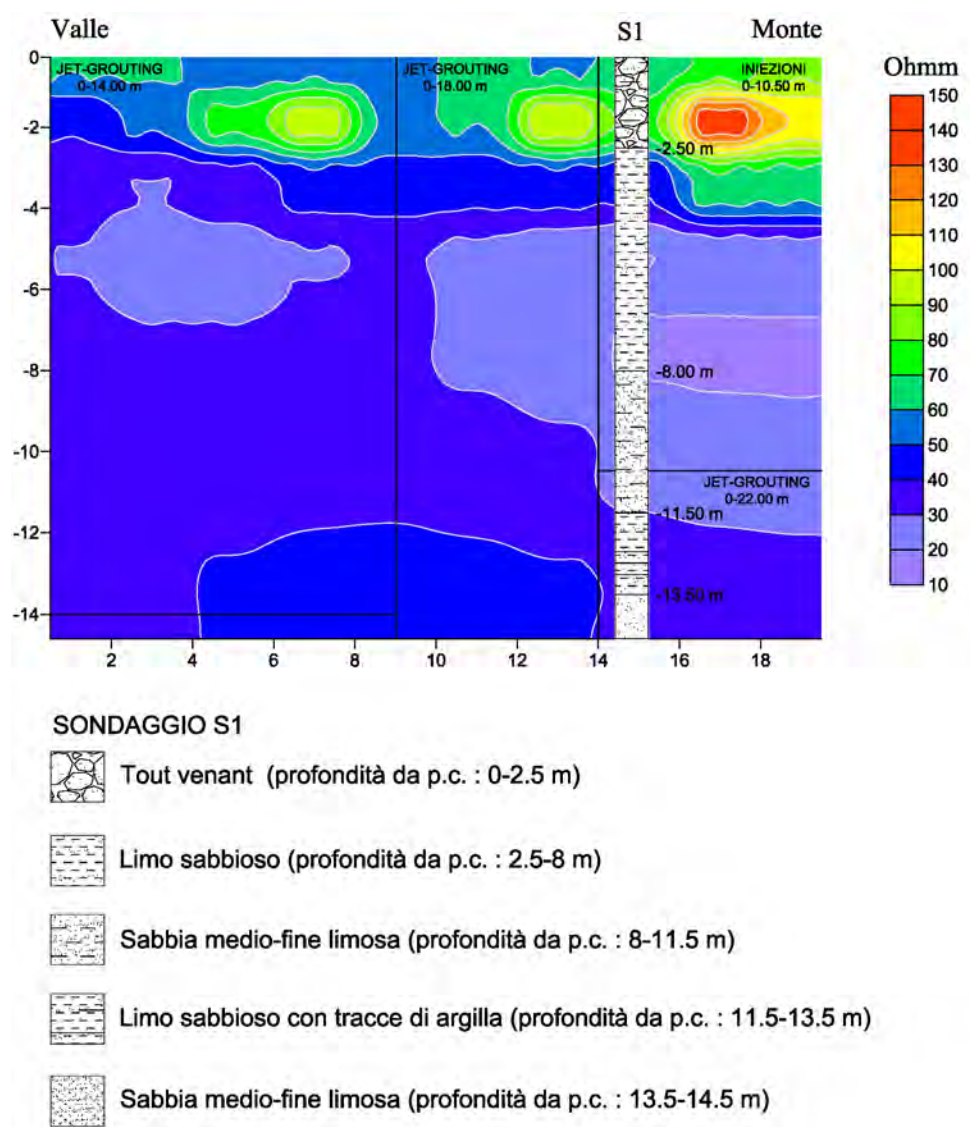 Valle
S1
Monte
Ohmm
JET-GROUTING
0-14.00 m
JET-GROUTING
0-18.00 m
INIEZIONI
0-10.50 m
0
-2
-4
-6
-8
-10
-12
-14
-2.50 m
-8.00 m
JET-GROUTING
0-22.00 m
-11.50 m
-13.50 m
2
4
6
8
10
12
14
16
18
150
140
130
120
110
100
90
80
70
60
50
40
30
20
10
SONDAGGIO S1
Tout venant (profondità da p.c. : 0-2.5 m)
Limo sabbioso (profondità da p.c. : 2.5-8 m)
Sabbia medio-fine limosa (profondità da p.c. : 8-11.5 m)
Limo sabbioso con tracce di argilla (profondità da p.c. : 11.5-13.5 m)
Sabbia medio-fine limosa (profondità da p.c. : 13.5-14.5 m)